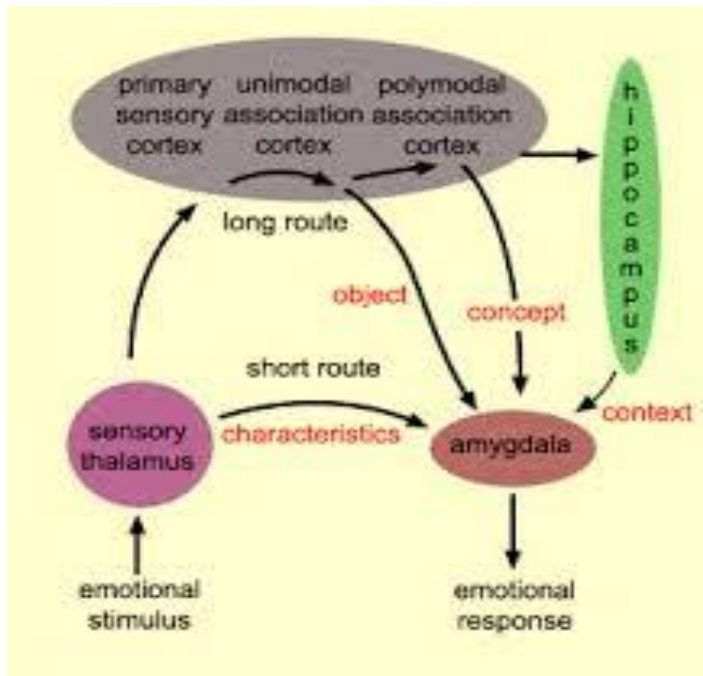 primary
sensory
cortex
unimodal
association
cortex
polymodal
association
cortex
hippocampus
long route
object
concept
short route
characteristics
context
sensory
thalamus
amygdala
emotional
stimulus
emotional
response